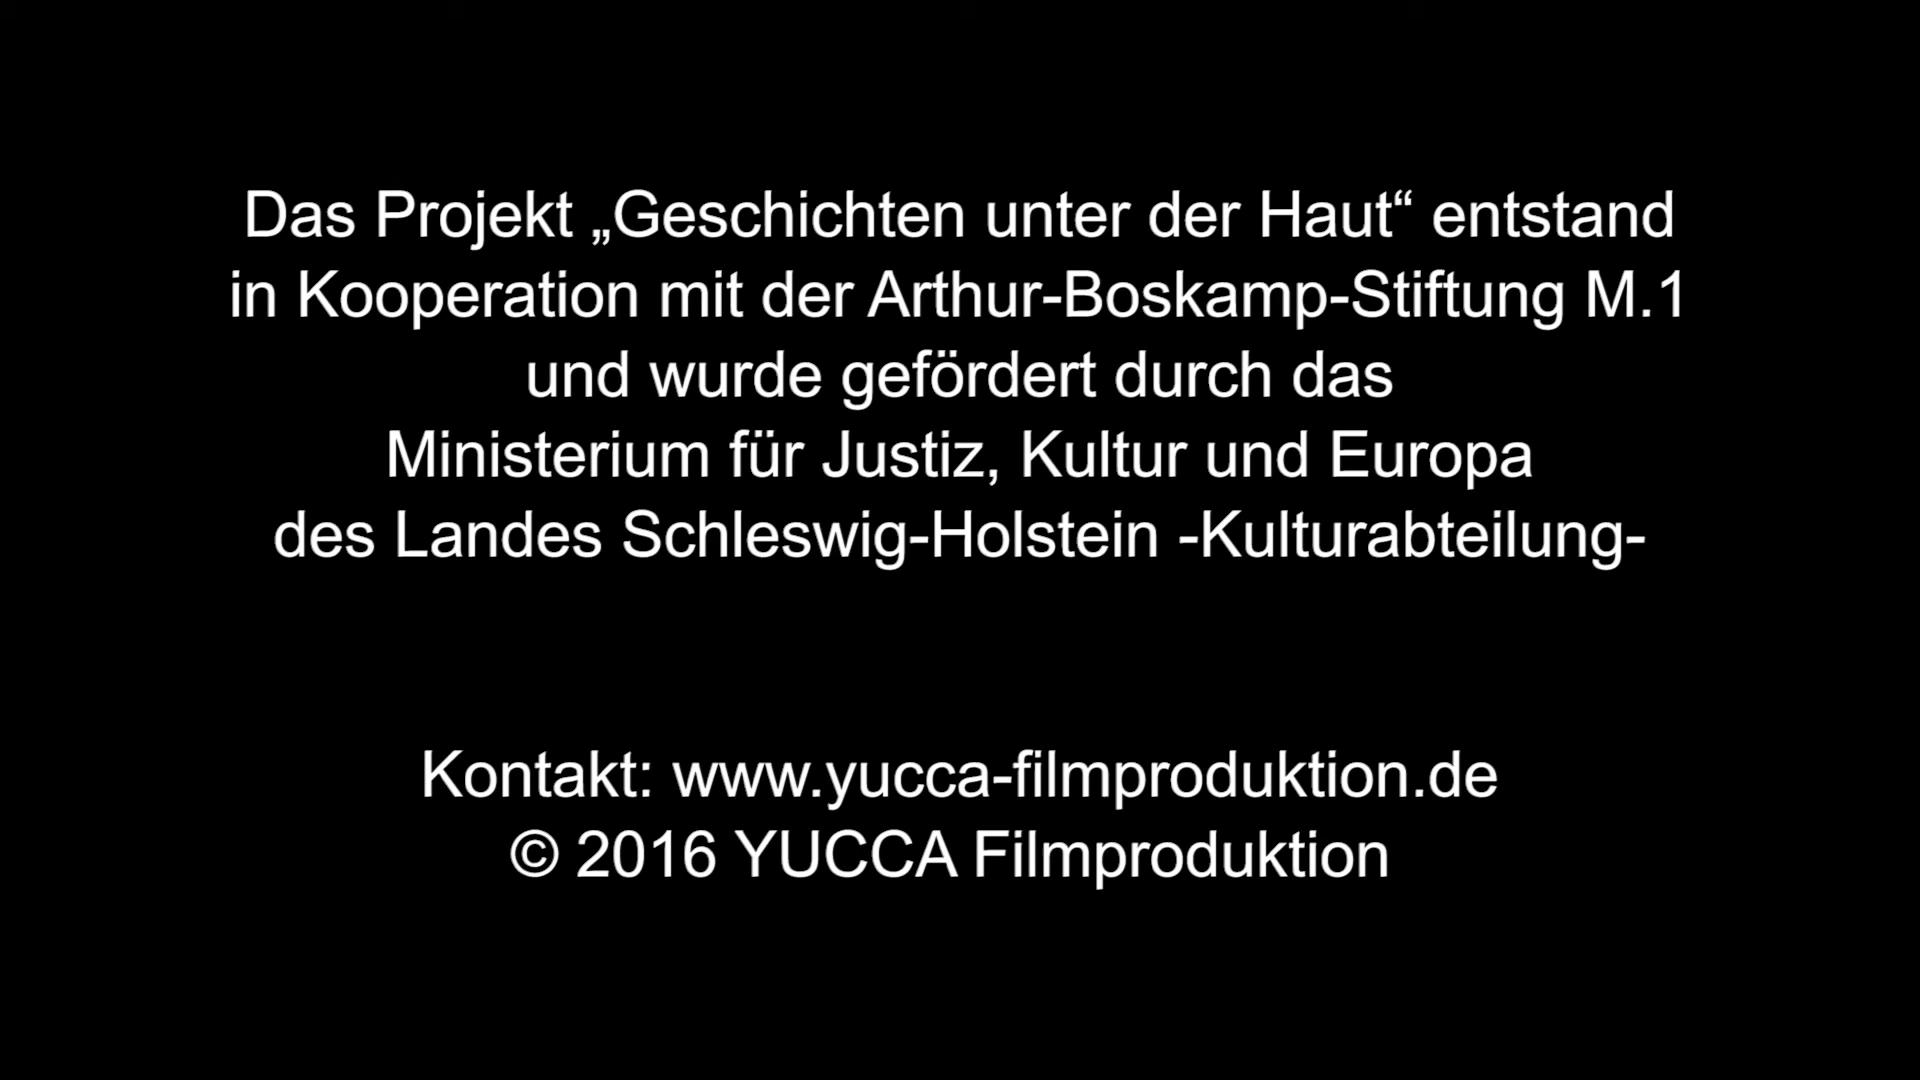 Das Projekt „Geschichten unter der Haut“ entstand
in Kooperation mit der Arthur-Boskamp-Stiftung M.1
und wurde gefördert durch das
Ministerium für Justiz, Kultur und Europa
des Landes Schleswig-Holstein -Kulturabteilung-
Kontakt: www.yucca-filmproduktion.de
© 2016 YUCCA Filmproduktion